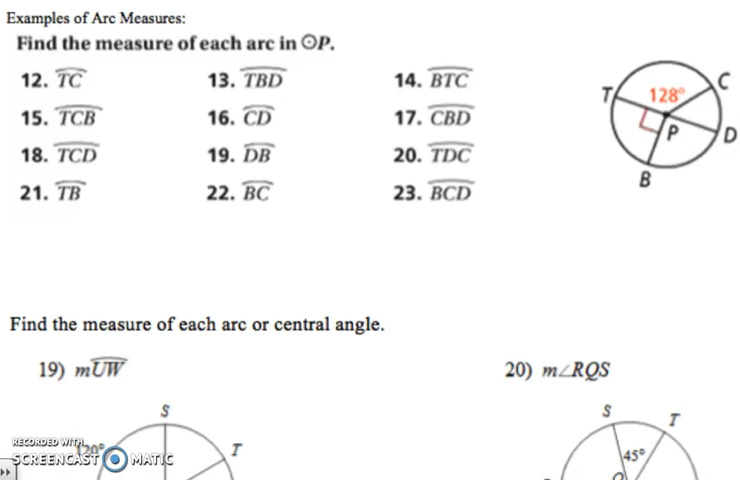 Examples of Arc Measures:
Find the measure of each arc in ⊙P.
12. TC 13. TBD 14. BTC
15. TCB 16. CD 17. CBD
18. TCD 19. DB 20. TDC
21. TB 22. BC 23. BCD
T 128° C
P D
B
Find the measure of each arc or central angle.
19) mUW 20) m∠RQS
S S T
120° T 45°
RECORDED WITH
SCREENCAST O MATIC